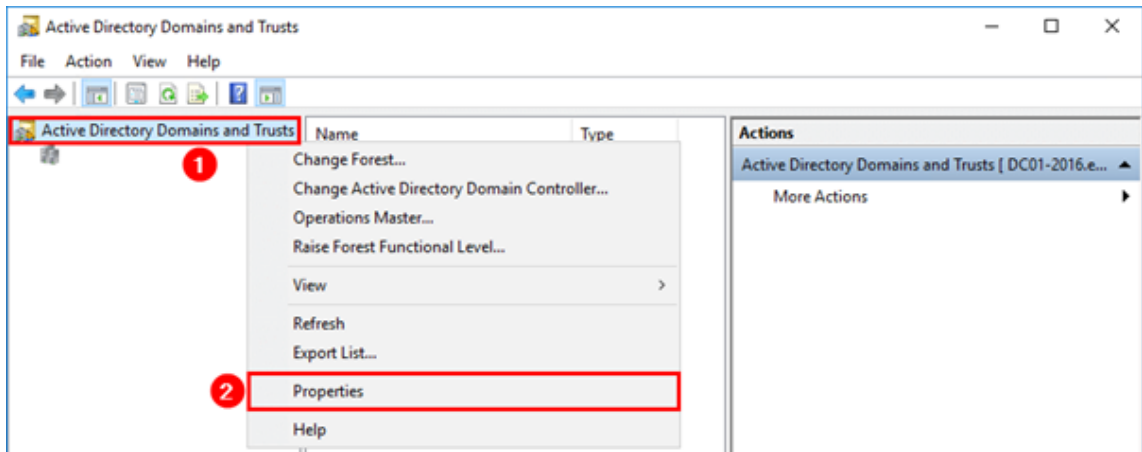 Active Directory Domains and Trusts
File Action View Help
Active Directory Domains and Trusts
Name Type
1
Change Forest...
Change Active Directory Domain Controller...
Operations Master...
Raise Forest Functional Level...
View
Refresh
Export List...
2 Properties
Help
Actions
Active Directory Domains and Trusts [ DC01-2016.e...
More Actions